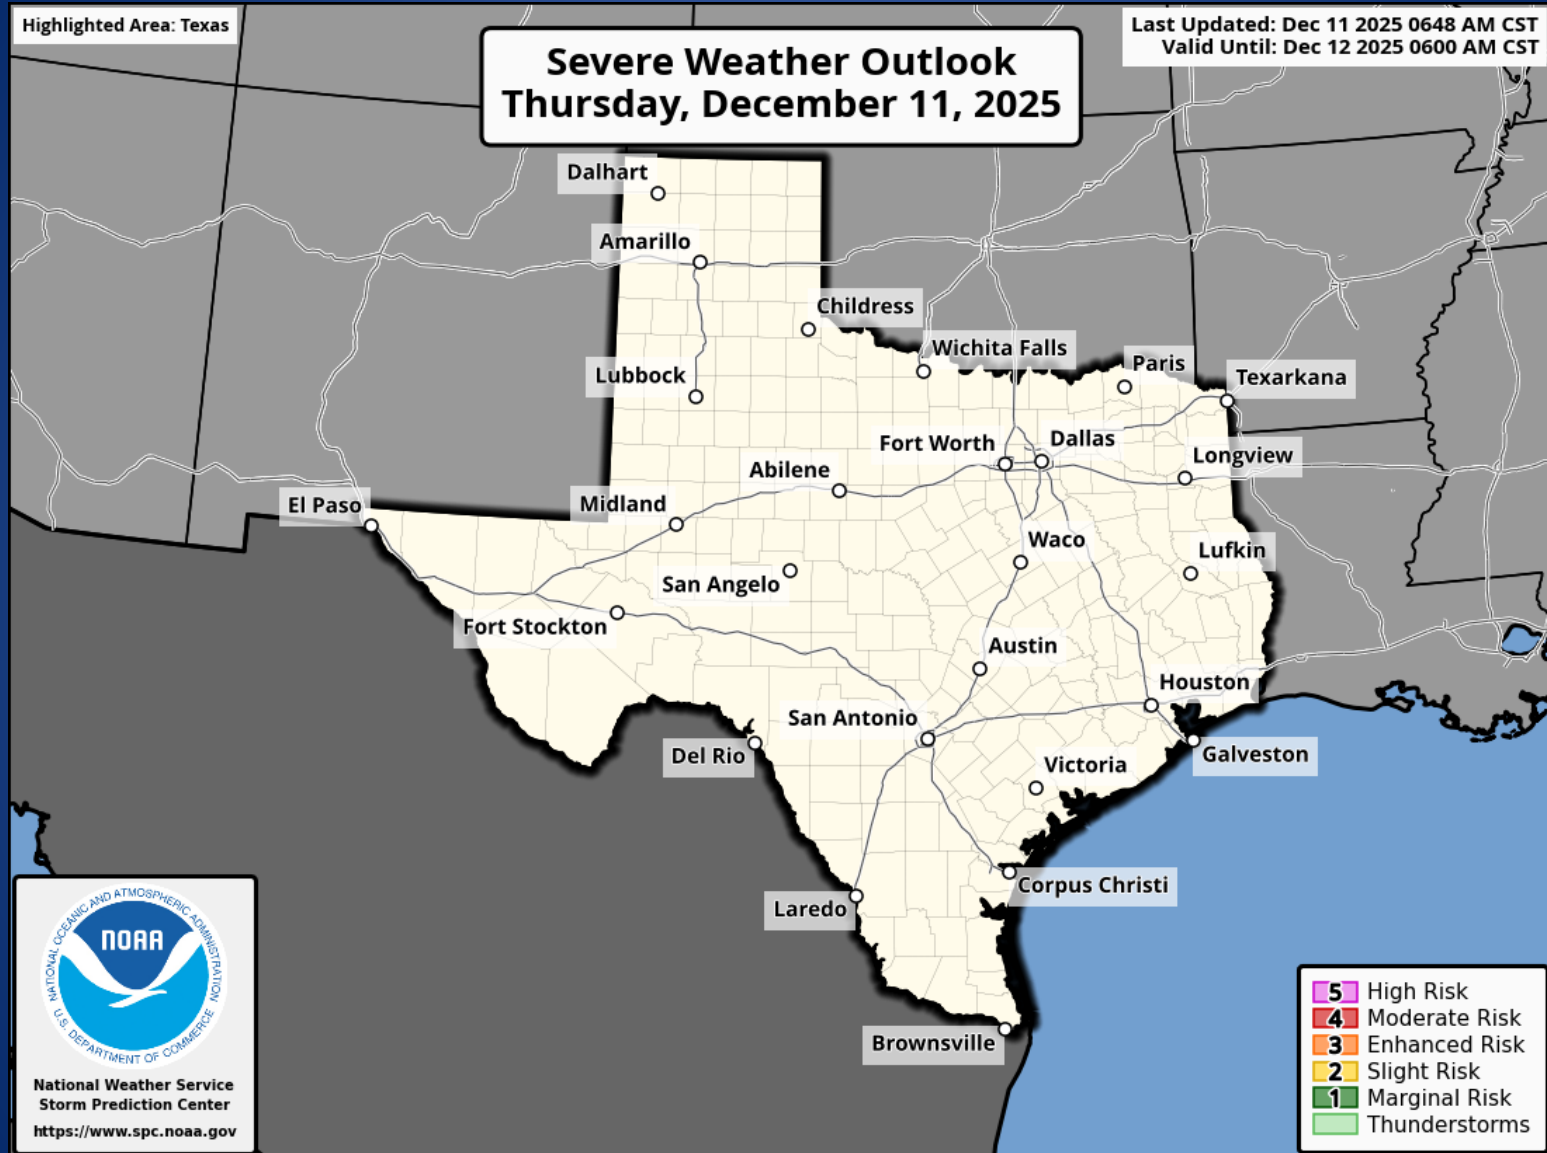 Highlighted Area: Texas
Severe Weather Outlook
Thursday, December 11, 2025
Last Updated: Dec 11 2025 0648 AM CST
Valid Until: Dec 12 2025 0600 AM CST
Dalhart
Amarillo
Childress
Wichita Falls
Paris
Texarkana
Lubbock
Fort Worth
Dallas
Longview
Abilene
Midland
El Paso
Waco
Lufkin
San Angelo
Fort Stockton
Austin
Houston
San Antonio
Del Rio
Galveston
Victoria
Corpus Christi
Laredo
Brownsville
NATIONAL OCEANIC AND ATMOSPHERIC ADMINISTRATION
NOAA
U.S. DEPARTMENT OF COMMERCE
National Weather Service
Storm Prediction Center
https://www.spc.noaa.gov
5 High Risk
4 Moderate Risk
3 Enhanced Risk
2 Slight Risk
1 Marginal Risk
Thunderstorms